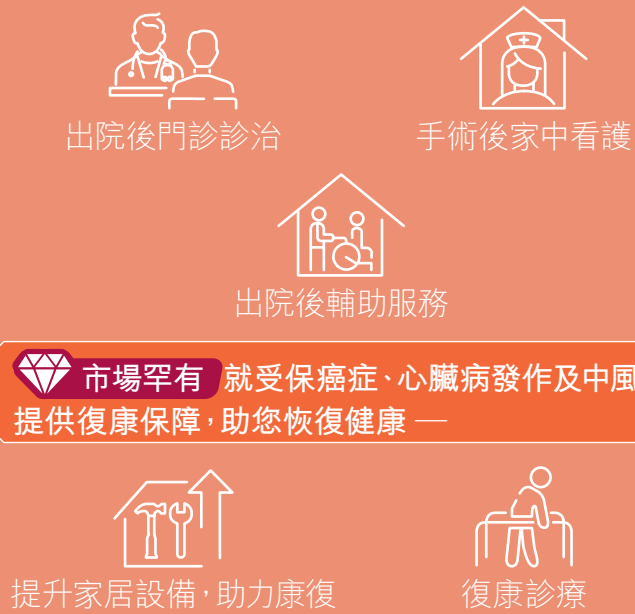 出院後門診診治
手術後家中看護
出院後輔助服務
市場罕有 就受保癌症、心臟病發作及中風
提供復康保障，助您恢復健康 —
提升家居設備，助力康復
復康診療